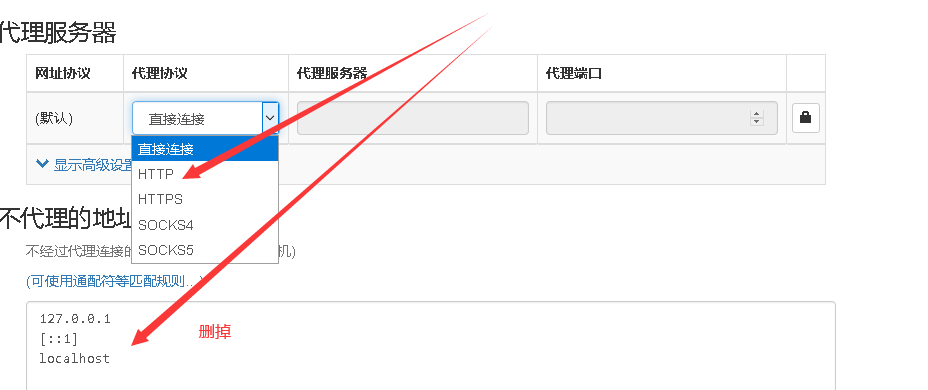 代理服务器
网址协议 代理协议 代理服务器 代理端口
(默认) 直接连接
直接连接
显示高级设置
HTTP
HTTPS
SOCKS4
SOCKS5
不代理的地址
不经过代理连接的 机)
(可使用通配符等匹配规则...)
127.0.0.1
[::1]
localhost
删掉